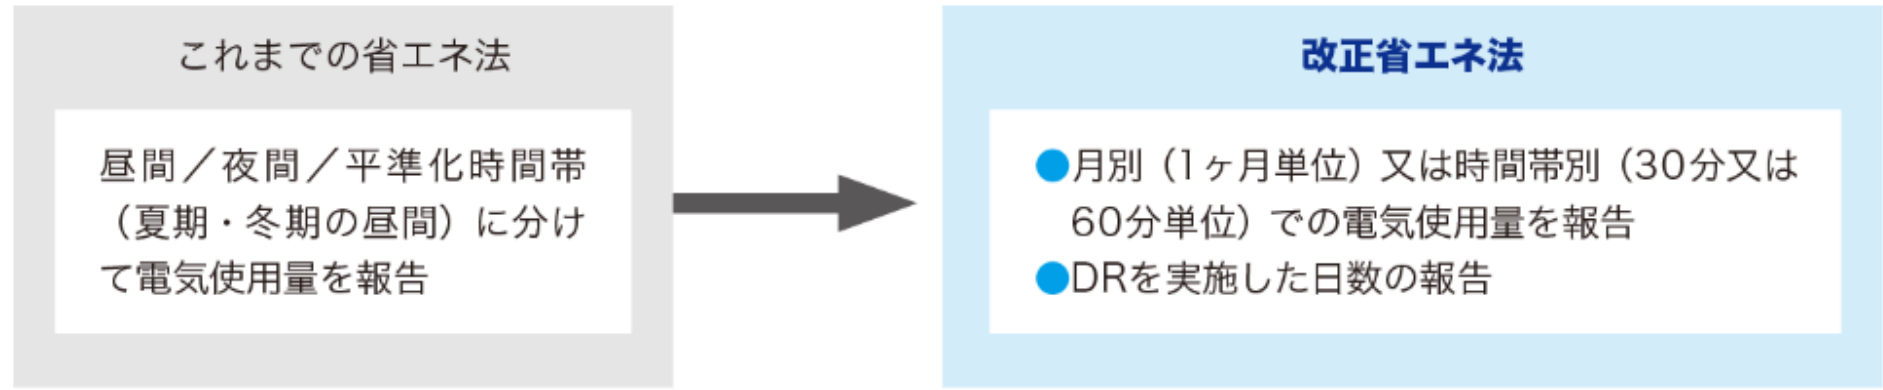 これまでの省エネ法
昼間／夜間／平準化時間帯
（夏期・冬期の昼間）に分け
て電気使用量を報告
改正省エネ法
●月別（1ヶ月単位）又は時間帯別（30分又は
60分単位）での電気使用量を報告
●DRを実施した日数の報告